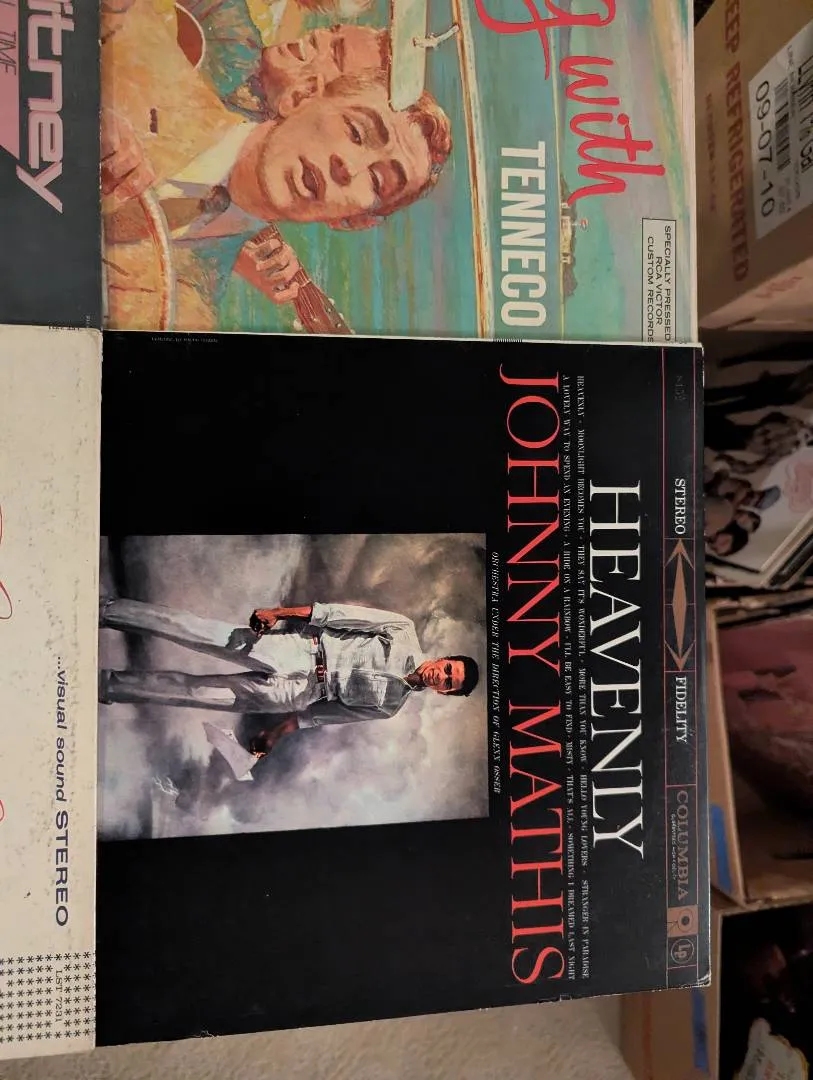 itney
TIME
g with
TENNECO
SPECIALLY PRESSED
RCA VICTOR
CUSTOM RECORDS
KEEP REFRIGERATED
09-07-10
STEREO FIDELITY
COLUMBIA
Lp
HEAVENLY
HEAVENLY • MOONLIGHT BECOMES YOU • THEY SAY IT'S WONDERFUL • MORE THAN YOU KNOW • HELLO YOUNG LOVERS • STRANGER IN PARADISE
A LOVELY WAY TO SPEND AN EVENING • A RIDE ON A RAINBOW • I'LL BE EASY TO FIND • MISTY • THAT'S ALL • SOMETHING I DREAMED LAST NIGHT
JOHNNY MATHIS
ORCHESTRA UNDER THE DIRECTION OF GLENN OSSER
...visual sound STEREO
LST 7231